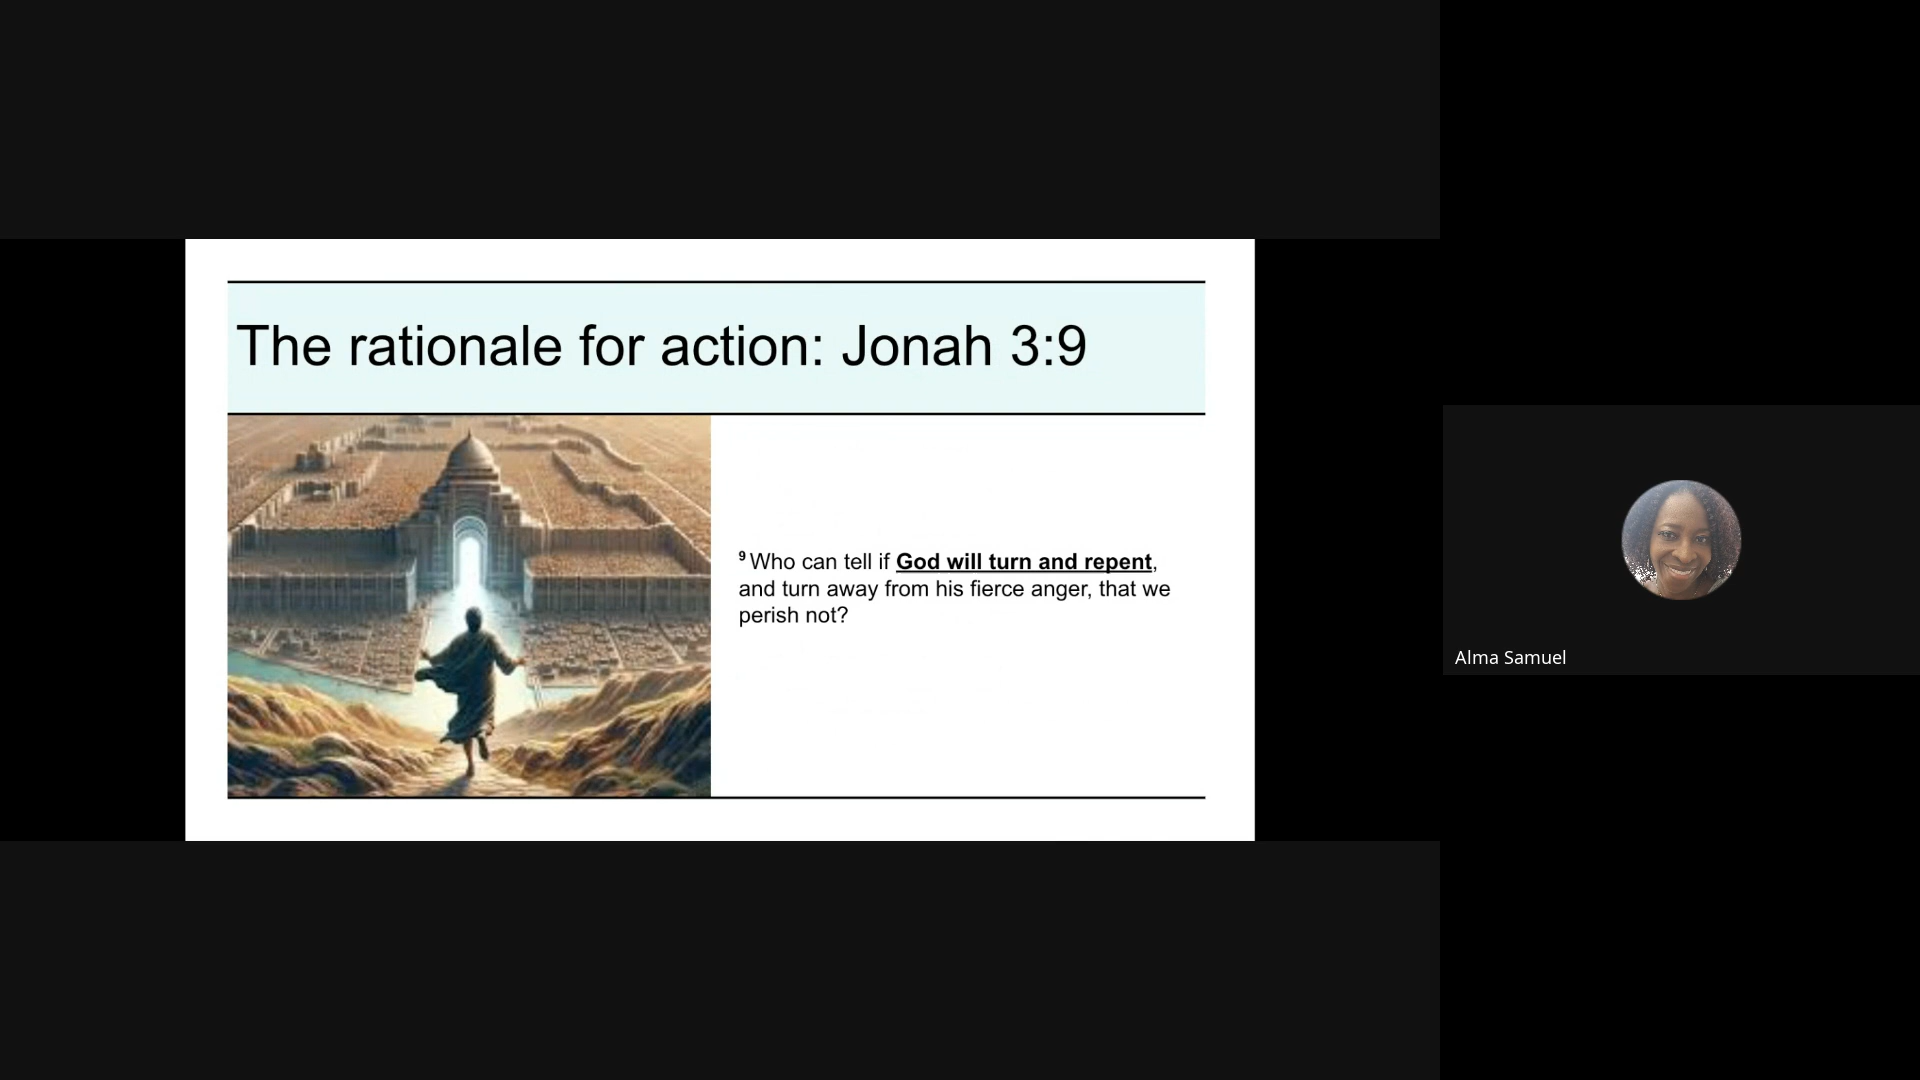 The rationale for action: Jonah 3:9
⁹ Who can tell if God will turn and repent,
and turn away from his fierce anger, that we
perish not?
Alma Samuel